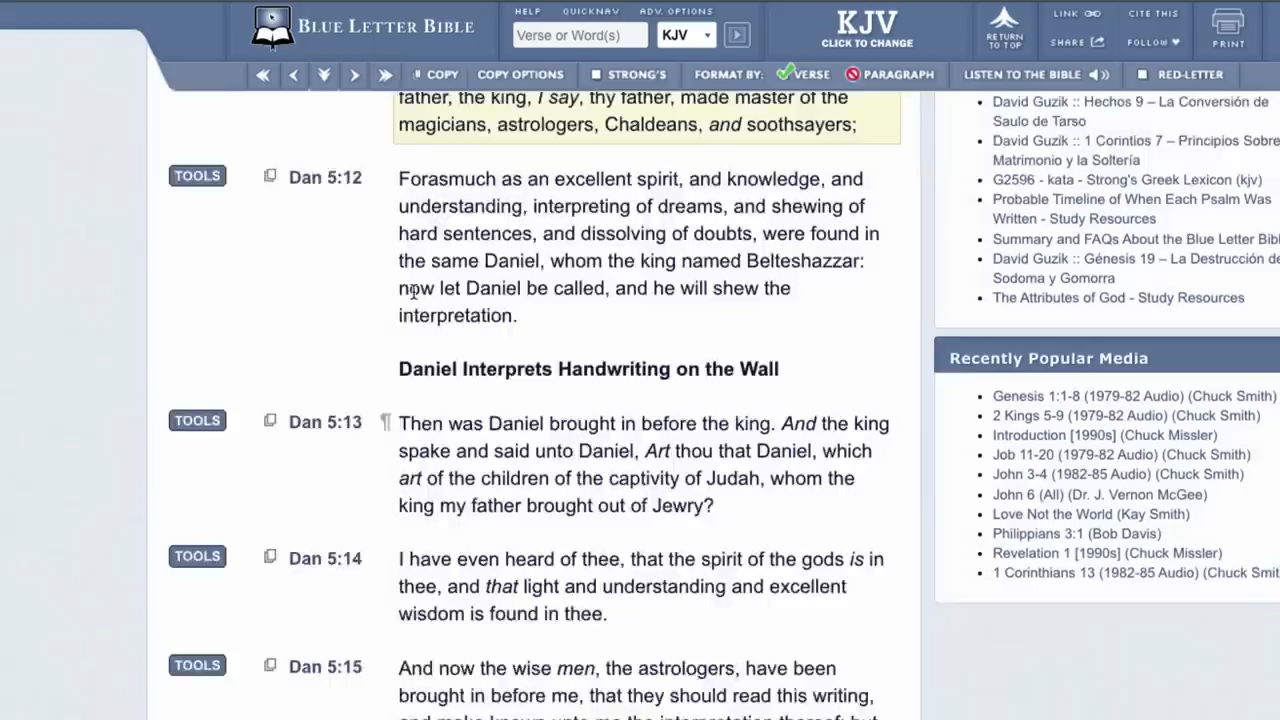 HELP QUICKNAV ADV. OPTIONS
BLUE LETTER BIBLE
Verse or Word(s)
KJV
KJV
CLICK TO CHANGE
RETURN
TO TOP
LINK
CITE THIS
SHARE
FOLLOW
PRINT
COPY COPY OPTIONS STRONG'S FORMAT BY: VERSE PARAGRAPH LISTEN TO THE BIBLE RED-LETTER
father, the king, I say, thy father, made master of the
magicians, astrologers, Chaldeans, and soothsayers;
TOOLS
Dan 5:12
Forasmuch as an excellent spirit, and knowledge, and
understanding, interpreting of dreams, and shewing of
hard sentences, and dissolving of doubts, were found in
the same Daniel, whom the king named Belteshazzar:
now let Daniel be called, and he will shew the
interpretation.
Daniel Interprets Handwriting on the Wall
TOOLS
Dan 5:13
¶ Then was Daniel brought in before the king. And the king
spake and said unto Daniel, Art thou that Daniel, which
art of the children of the captivity of Judah, whom the
king my father brought out of Jewry?
TOOLS
Dan 5:14
I have even heard of thee, that the spirit of the gods is in
thee, and that light and understanding and excellent
wisdom is found in thee.
TOOLS
Dan 5:15
And now the wise men, the astrologers, have been
brought in before me, that they should read this writing,
and make known unto me the interpretation thereof: but
David Guzik :: Hechos 9 – La Conversión de
Saulo de Tarso
David Guzik :: 1 Corintios 7 – Principios Sobre
Matrimonio y la Soltería
G2596 - kata - Strong's Greek Lexicon (kjv)
Probable Timeline of When Each Psalm Was
Written - Study Resources
Summary and FAQs About the Blue Letter Bibl
David Guzik :: Génesis 19 – La Destrucción de
Sodoma y Gomorra
The Attributes of God - Study Resources
Recently Popular Media
Genesis 1:1-8 (1979-82 Audio) (Chuck Smith)
2 Kings 5-9 (1979-82 Audio) (Chuck Smith)
Introduction [1990s] (Chuck Missler)
Job 11-20 (1979-82 Audio) (Chuck Smith)
John 3-4 (1982-85 Audio) (Chuck Smith)
John 6 (All) (Dr. J. Vernon McGee)
Love Not the World (Kay Smith)
Philippians 3:1 (Bob Davis)
Revelation 1 [1990s] (Chuck Missler)
1 Corinthians 13 (1982-85 Audio) (Chuck Smit